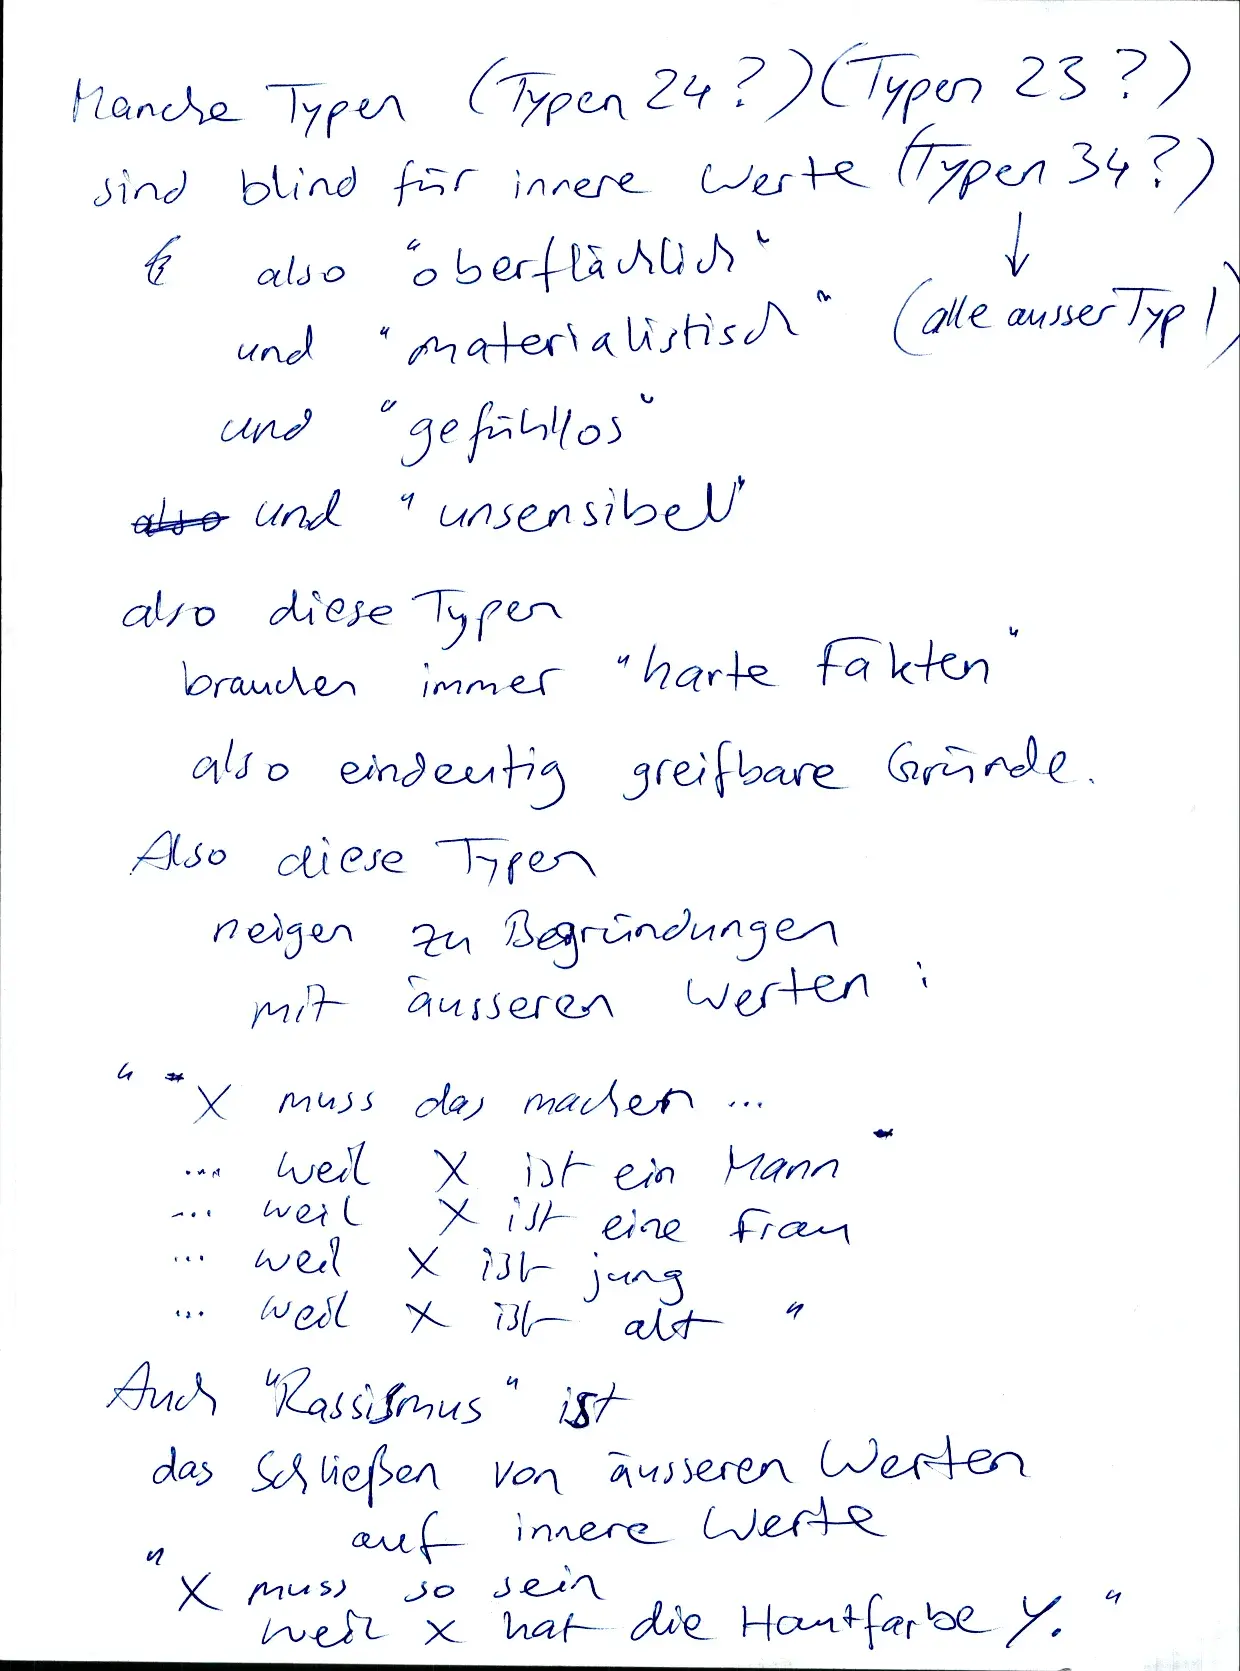 Manche Typen (Typen 24?) (Typen 23?)
sind blind für innere Werte (Typen 34?)
↓
also "oberflächlich"
und "materialistisch" (alle ausser Typ 1)
und "gefühllos"
also und "unsensibel"
also diese Typen
brauchen immer "harte Fakten"
also eindeutig greifbare Gründe.
Also diese Typen
neigen zu Begründungen
mit äusseren Werten:
" X muss das machen ...
... weil X ist ein Mann
... weil X ist eine Frau
... weil X ist jung
... weil X ist alt "
Auch "Rassismus" ist
das Schließen von äusseren Werten
auf innere Werte
"X muss so sein
weil X hat die Hautfarbe Y."